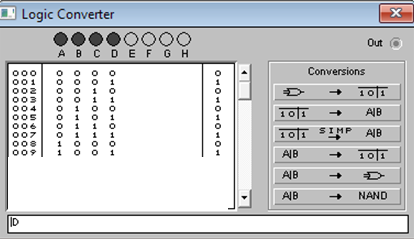 Logic Converter
Out
A B C D E F G H
000 0 0 0 0 0
001 0 0 0 1 1
002 0 0 1 0 0
003 0 0 1 1 1
004 0 1 0 0 0
005 0 1 0 1 1
006 0 1 1 0 0
007 0 1 1 1 1
008 1 0 0 0 0
009 1 0 0 1 1
Conversions
→ 1 0 1
1 0 1 → A|B
1 0 1 SIMP → A|B
A|B → 1 0 1
A|B →
A|B → NAND
D